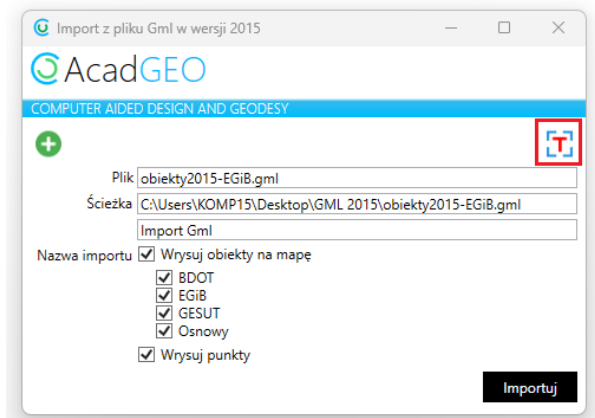 Import z pliku Gml w wersji 2015
AcadGEO
COMPUTER AIDED DESIGN AND GEODESY
T
Plik obiekty2015-EGiB.gml
Ścieżka C:\Users\KOMP15\Desktop\GML 2015\obiekty2015-EGiB.gml
Import Gml
Nazwa importu Wrysuj obiekty na mapę
BDOT
EGiB
GESUT
Osnowy
Wrysuj punkty
Importuj